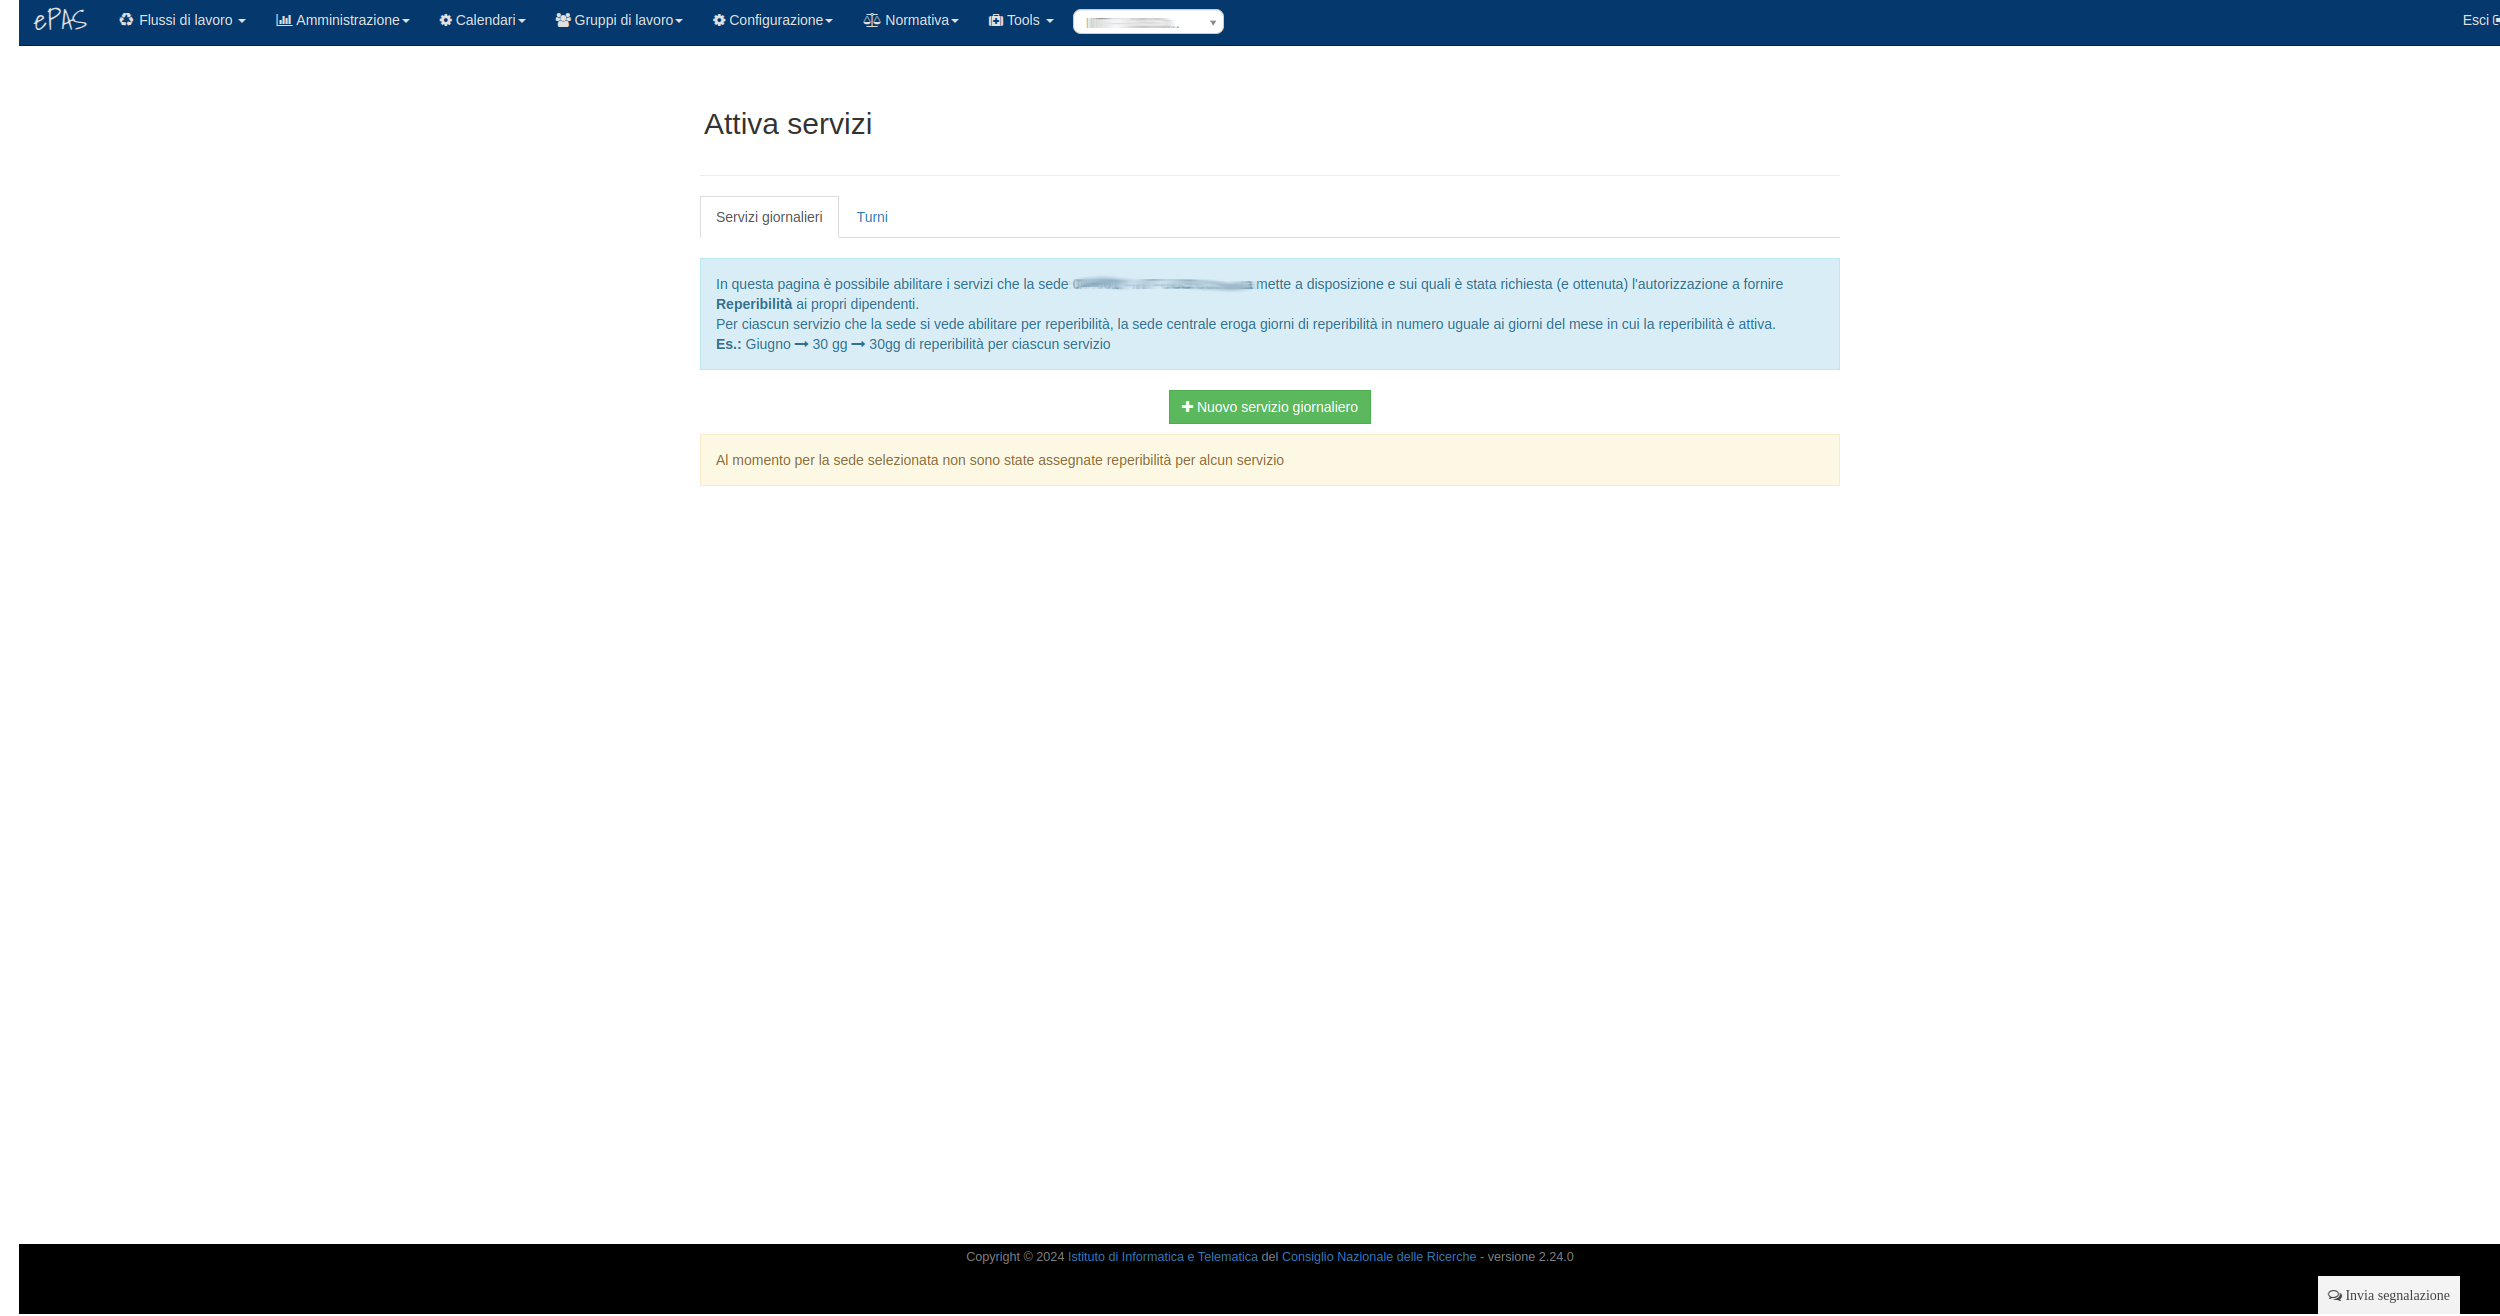 ePAS Flussi di lavoro Amministrazione Calendari Gruppi di lavoro Configurazione Normativa Tools Esci
Attiva servizi
Servizi giornalieri Turni
In questa pagina è possibile abilitare i servizi che la sede mette a disposizione e sui quali è stata richiesta (e ottenuta) l'autorizzazione a fornire
Reperibilità ai propri dipendenti.
Per ciascun servizio che la sede si vede abilitare per reperibilità, la sede centrale eroga giorni di reperibilità in numero uguale ai giorni del mese in cui la reperibilità è attiva.
Es.: Giugno → 30 gg → 30gg di reperibilità per ciascun servizio
Nuovo servizio giornaliero
Al momento per la sede selezionata non sono state assegnate reperibilità per alcun servizio
Copyright © 2024 Istituto di Informatica e Telematica del Consiglio Nazionale delle Ricerche - versione 2.24.0
Invia segnalazione